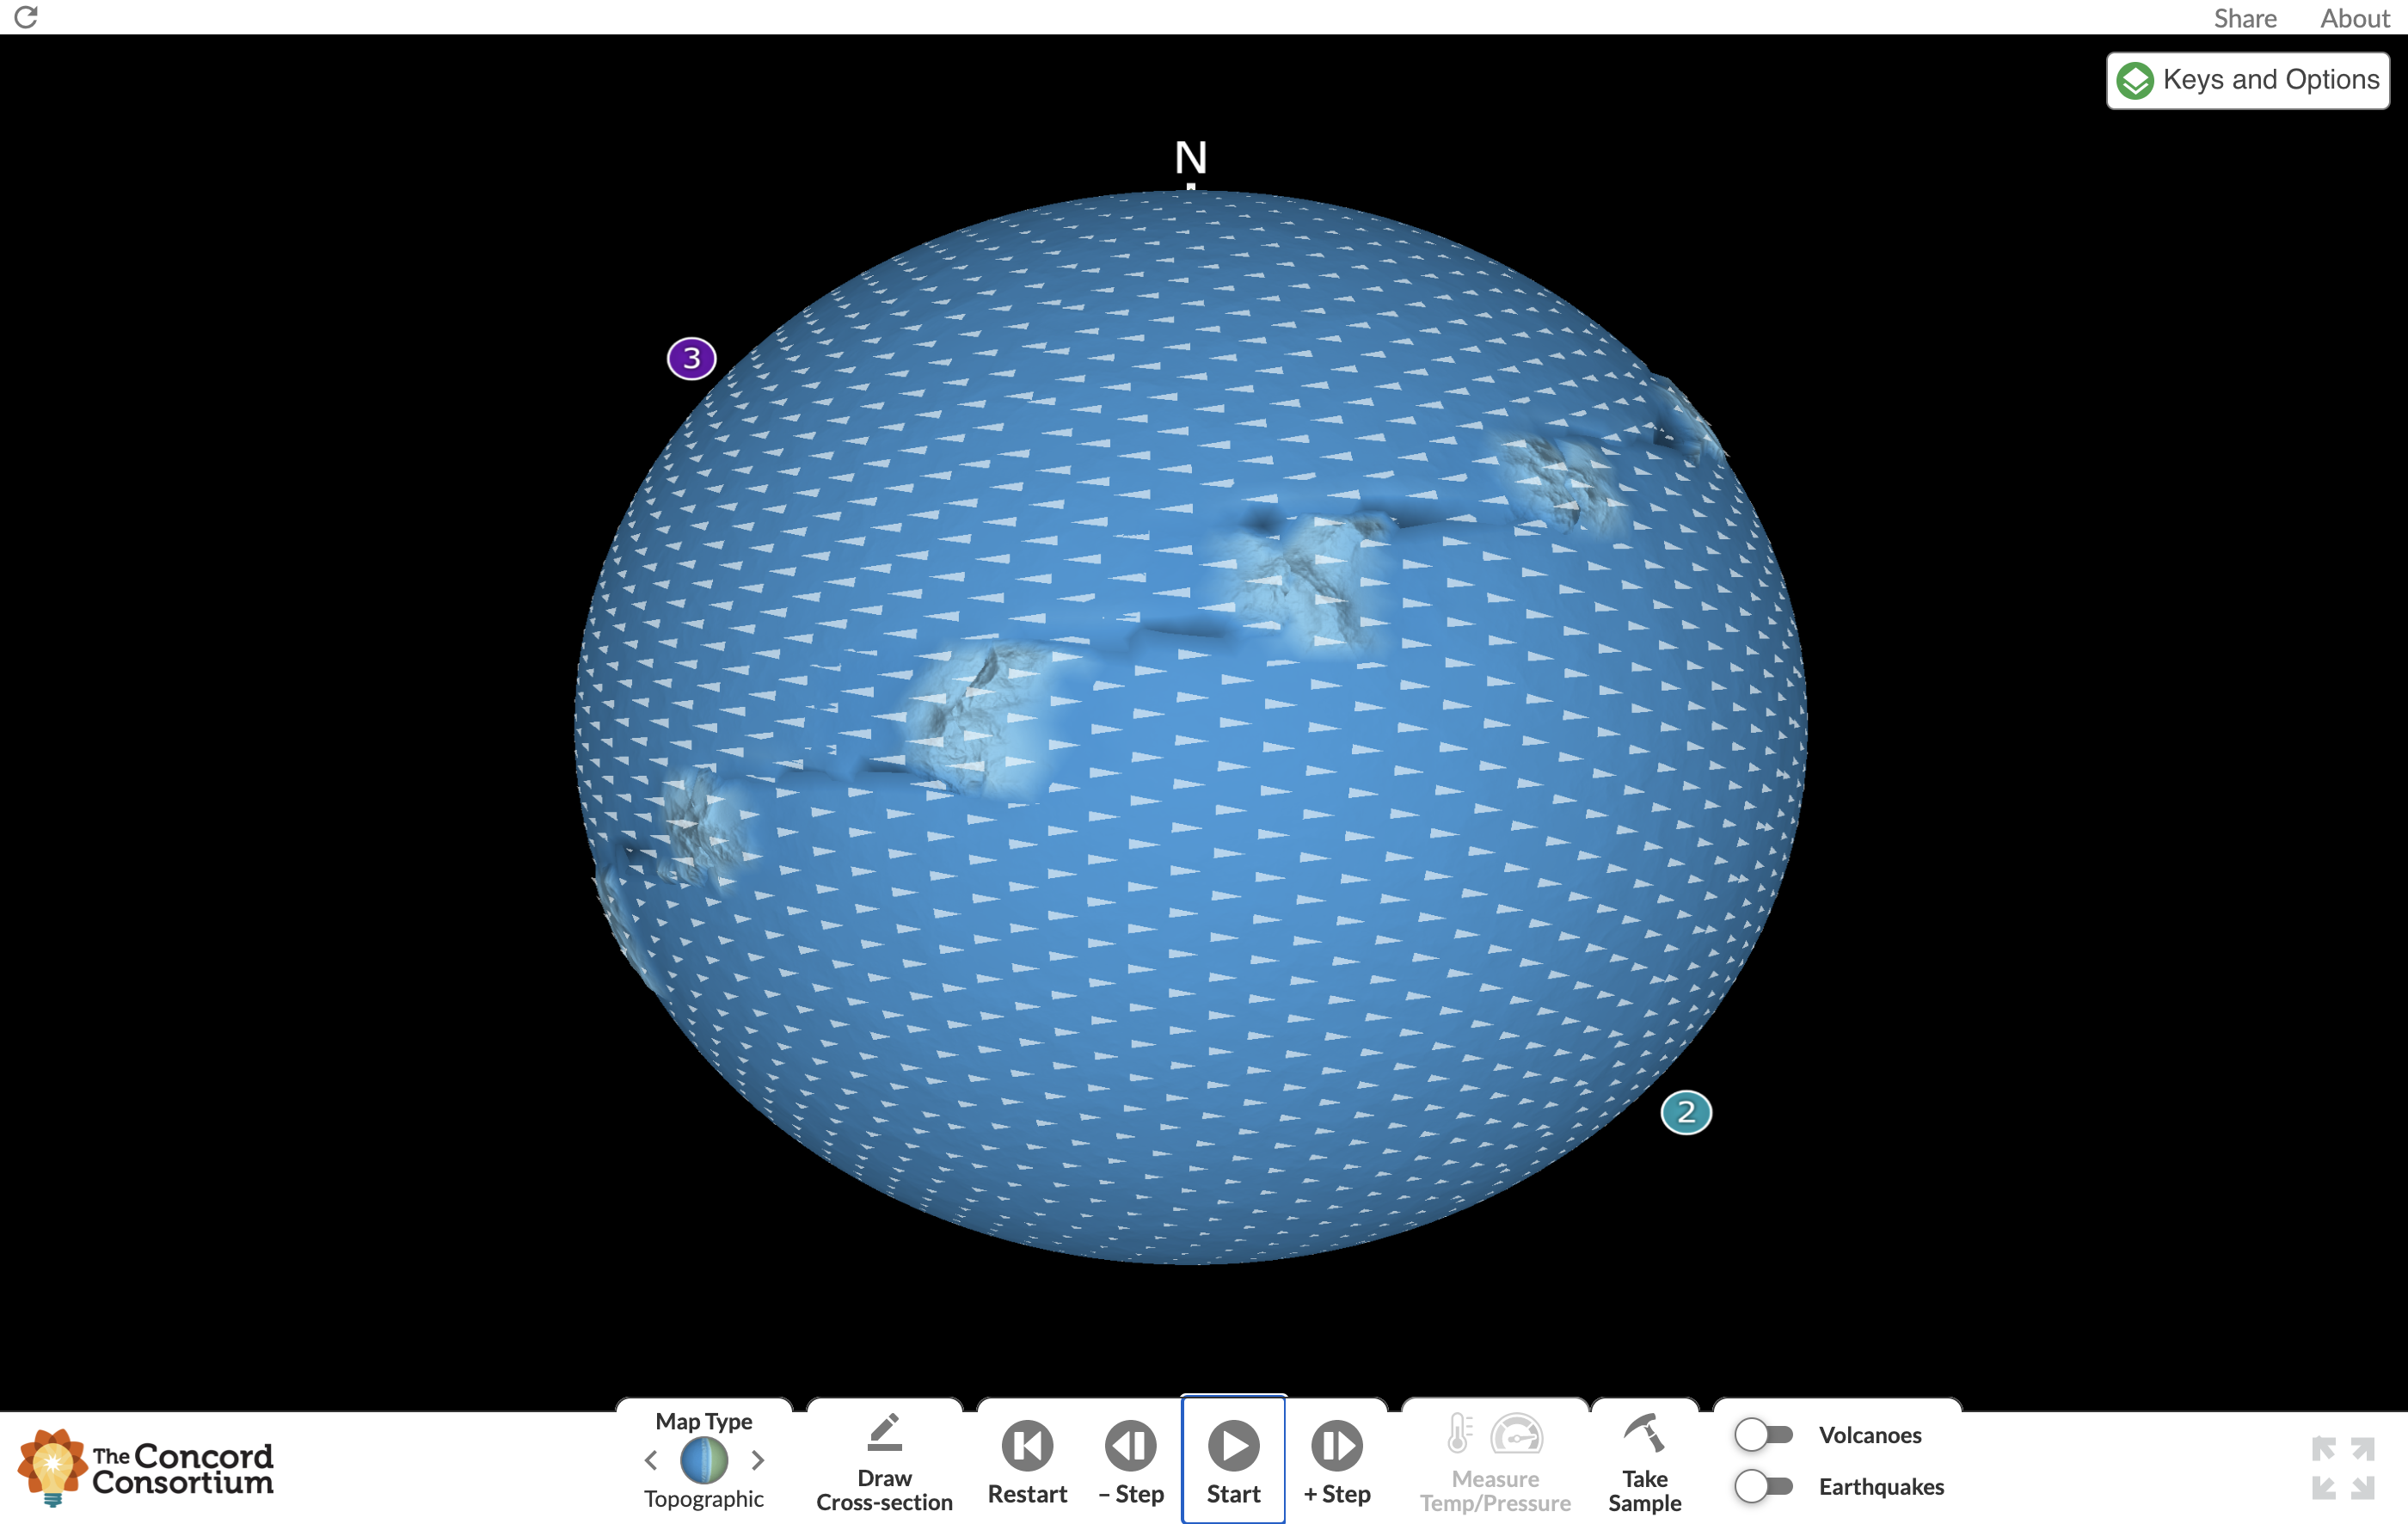 Share About
Keys and Options
N
3
2
The Concord
Consortium
Map Type
Topographic
Draw
Cross-section
Restart
– Step
Start
+ Step
Measure
Temp/Pressure
Take
Sample
Volcanoes
Earthquakes